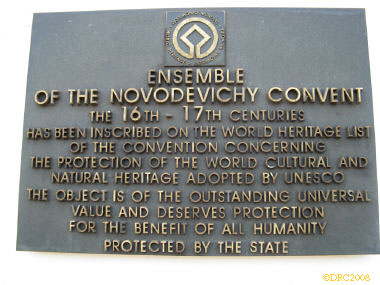 ENSEMBLE
OF THE NOVODEVICHY CONVENT
THE 16TH - 17TH CENTURIES
HAS BEEN INSCRIBED ON THE WORLD HERITAGE LIST
OF THE CONVENTION CONCERNING
THE PROTECTION OF THE WORLD CULTURAL AND
NATURAL HERITAGE ADOPTED BY UNESCO
THE OBJECT IS OF THE OUTSTANDING UNIVERSAL
VALUE AND DESERVES PROTECTION
FOR THE BENEFIT OF ALL HUMANITY
PROTECTED BY THE STATE
©DRC2008